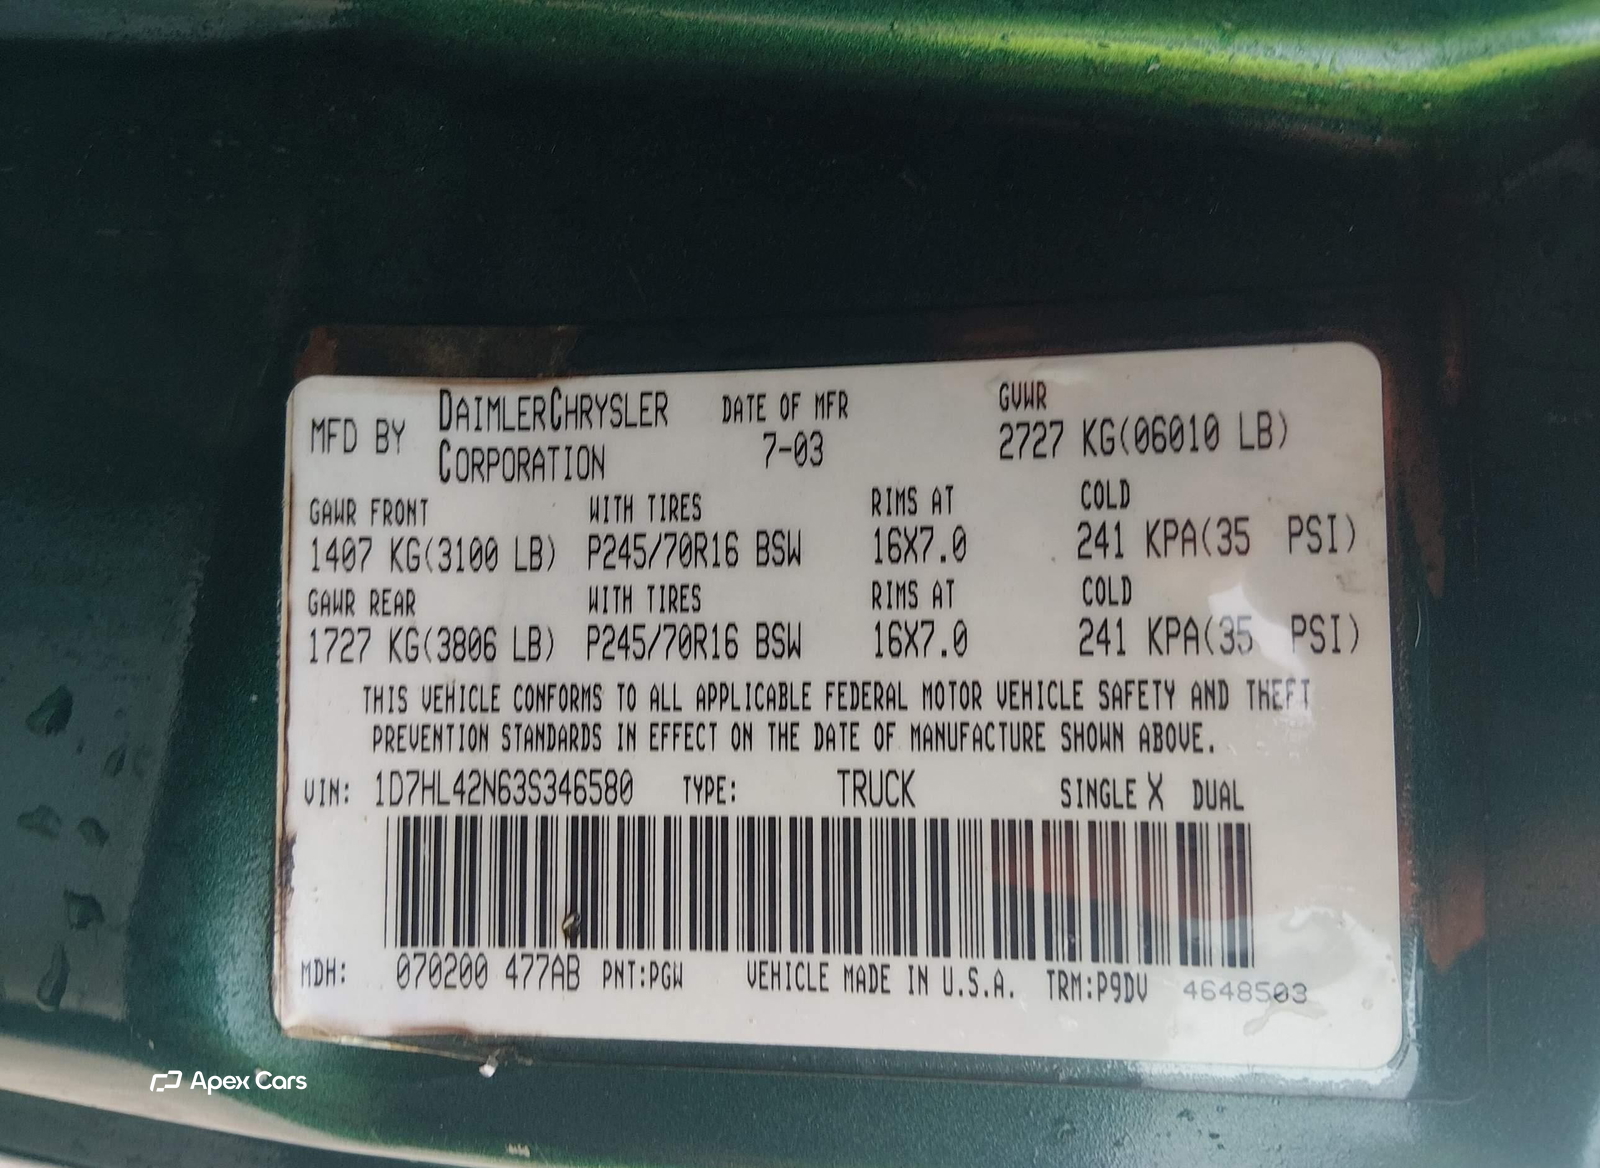 MFD BY DAIMLERCHRYSLER CORPORATION DATE OF MFR 7-03 GVWR 2727 KG(06010 LB)
GAWR FRONT WITH TIRES RIMS AT COLD
1407 KG(3100 LB) P245/70R16 BSW 16X7.0 241 KPA(35 PSI)
GAWR REAR WITH TIRES RIMS AT COLD
1727 KG(3806 LB) P245/70R16 BSW 16X7.0 241 KPA(35 PSI)
THIS VEHICLE CONFORMS TO ALL APPLICABLE FEDERAL MOTOR VEHICLE SAFETY AND THEFT
PREVENTION STANDARDS IN EFFECT ON THE DATE OF MANUFACTURE SHOWN ABOVE.
VIN: 1D7HL42N63S346580 TYPE: TRUCK SINGLE X DUAL
MDH: 070200 477AB PNT:PGW VEHICLE MADE IN U.S.A. TRM:P9DV 4648503
Apex Cars